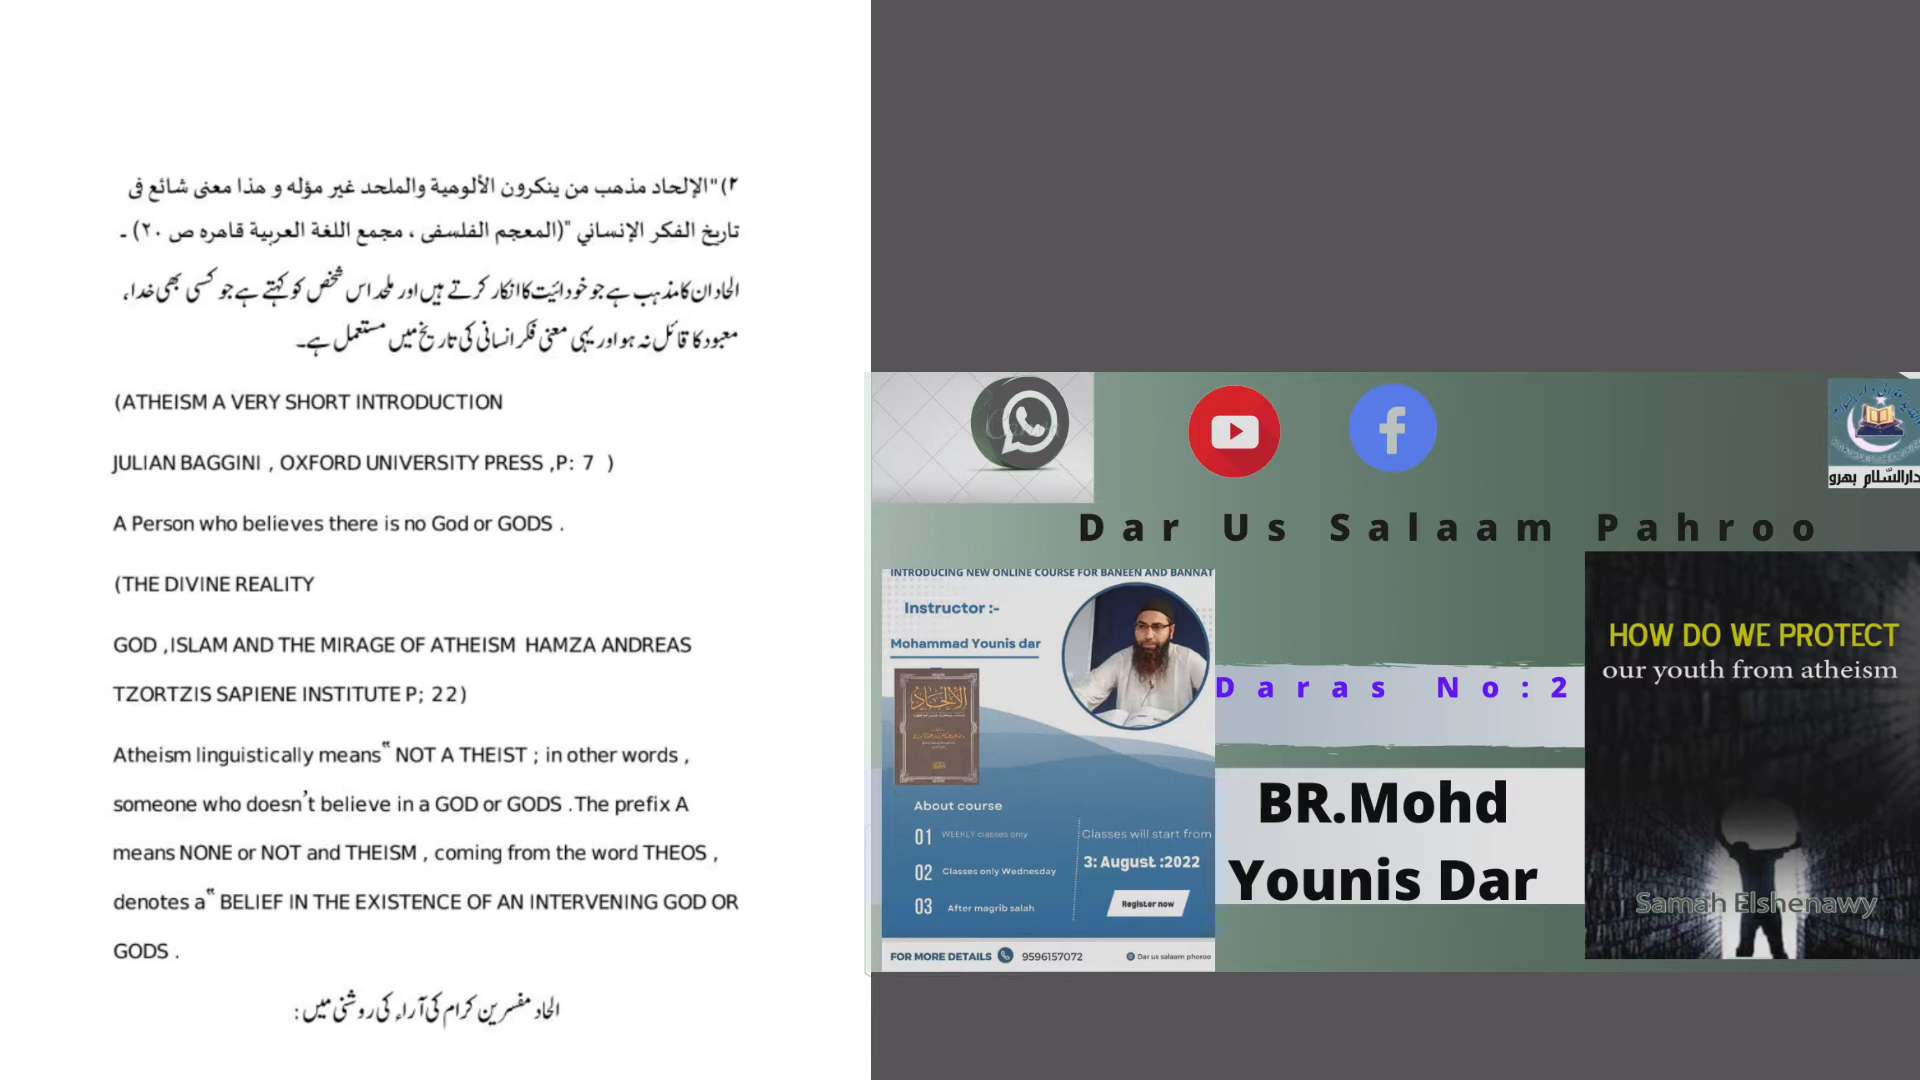 ٢)"الإلحاد مذهب من ينكرون الألوهية والملحد غير مؤله و هذا معنى شائع فى
تاريخ الفكر الإنساني "(المعجم الفلسفى ، مجمع اللغة العربية قاهره ص ٢٠) ۔
الحاد ان کا مذہب ہے جو خودائیت کا انکار کرتے ہیں اور ملحد اس شخص کو کہتے ہے جو کسی بھی خدا،
معبود کا قائل نہ ہو اور یہی معنی فکر انسانی کی تاریخ میں مستعمل ہے۔
(ATHEISM A VERY SHORT INTRODUCTION
JULIAN BAGGINI , OXFORD UNIVERSITY PRESS ,P: 7 )
A Person who believes there is no God or GODS .
(THE DIVINE REALITY
GOD ,ISLAM AND THE MIRAGE OF ATHEISM HAMZA ANDREAS
TZORTZIS SAPIENE INSTITUTE P; 22)
Atheism linguistically means“ NOT A THEIST ; in other words ,
someone who doesn’t believe in a GOD or GODS .The prefix A
means NONE or NOT and THEISM , coming from the word THEOS ,
denotes a“ BELIEF IN THE EXISTENCE OF AN INTERVENING GOD OR
GODS .
الحاد مفسرین کرام کی آراء کی روشنی میں :
دارالسّلام پھرو
Dar Us Salaam Pahroo
INTRODUCING NEW ONLINE COURSE FOR BANEEN AND BANNAT
Instructor :-
Mohammad Younis dar
الإلحاد
About course
01 WEEKLY classes only
02 Classes only Wednesday
03 After magrib salah
Classes will start from
3: August :2022
Register now
FOR MORE DETAILS 9596157072 Dar us salaam phoroo
Daras No:2
BR.Mohd
Younis Dar
HOW DO WE PROTECT
our youth from atheism
Samah Elshenawy